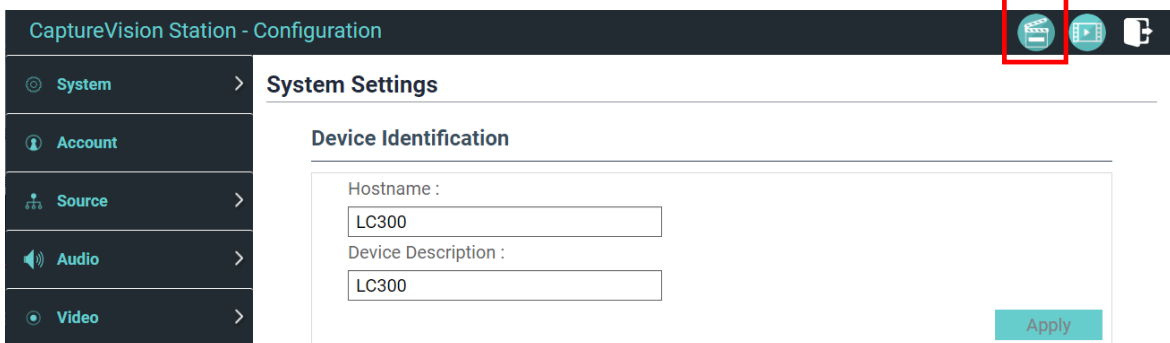 CaptureVision Station - Configuration
System
Account
Source
Audio
Video
System Settings
Device Identification
Hostname :
LC300
Device Description :
LC300
Apply